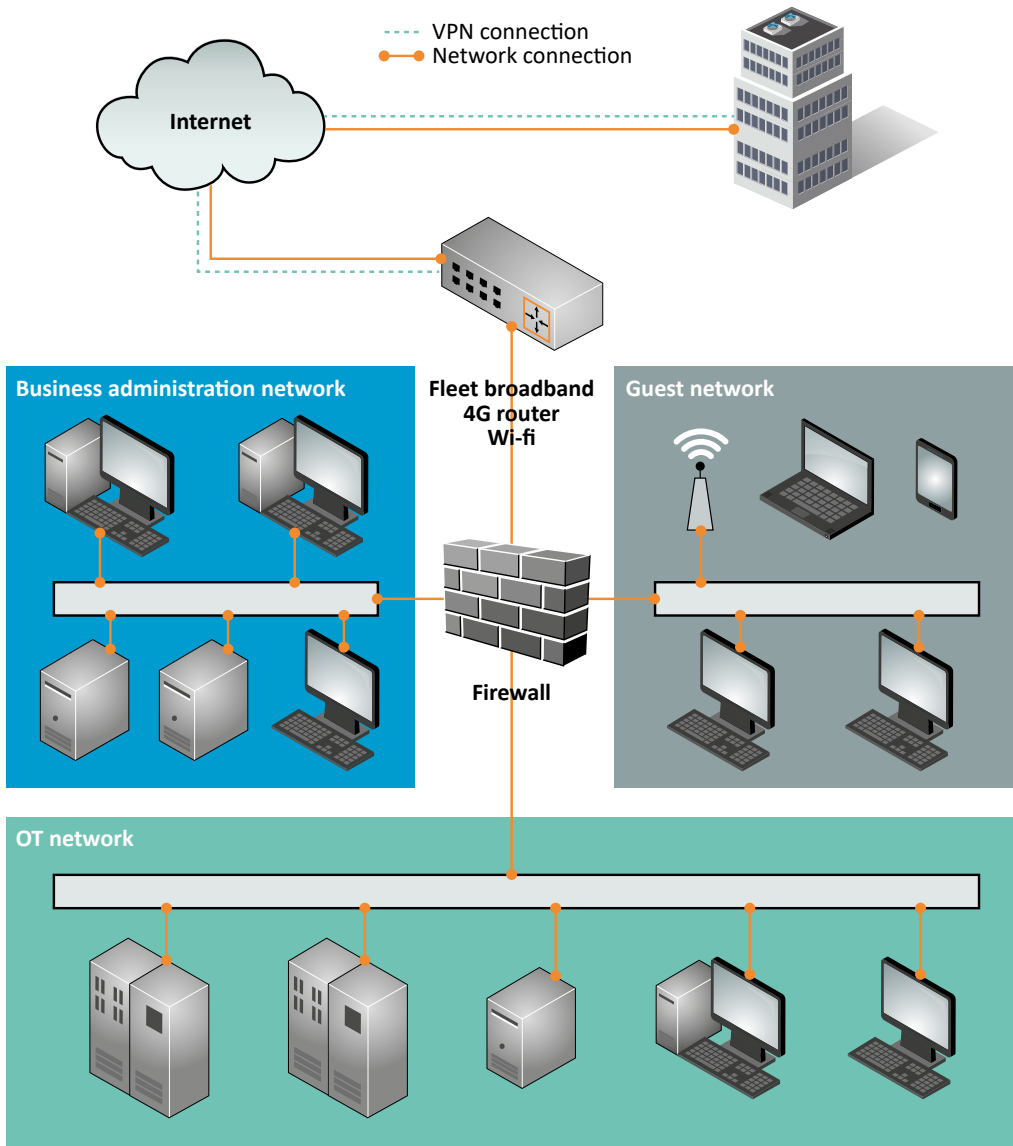 VPN connection
Network connection
Internet
Business administration network
Fleet broadband
4G router
Wi-fi
Guest network
Firewall
OT network